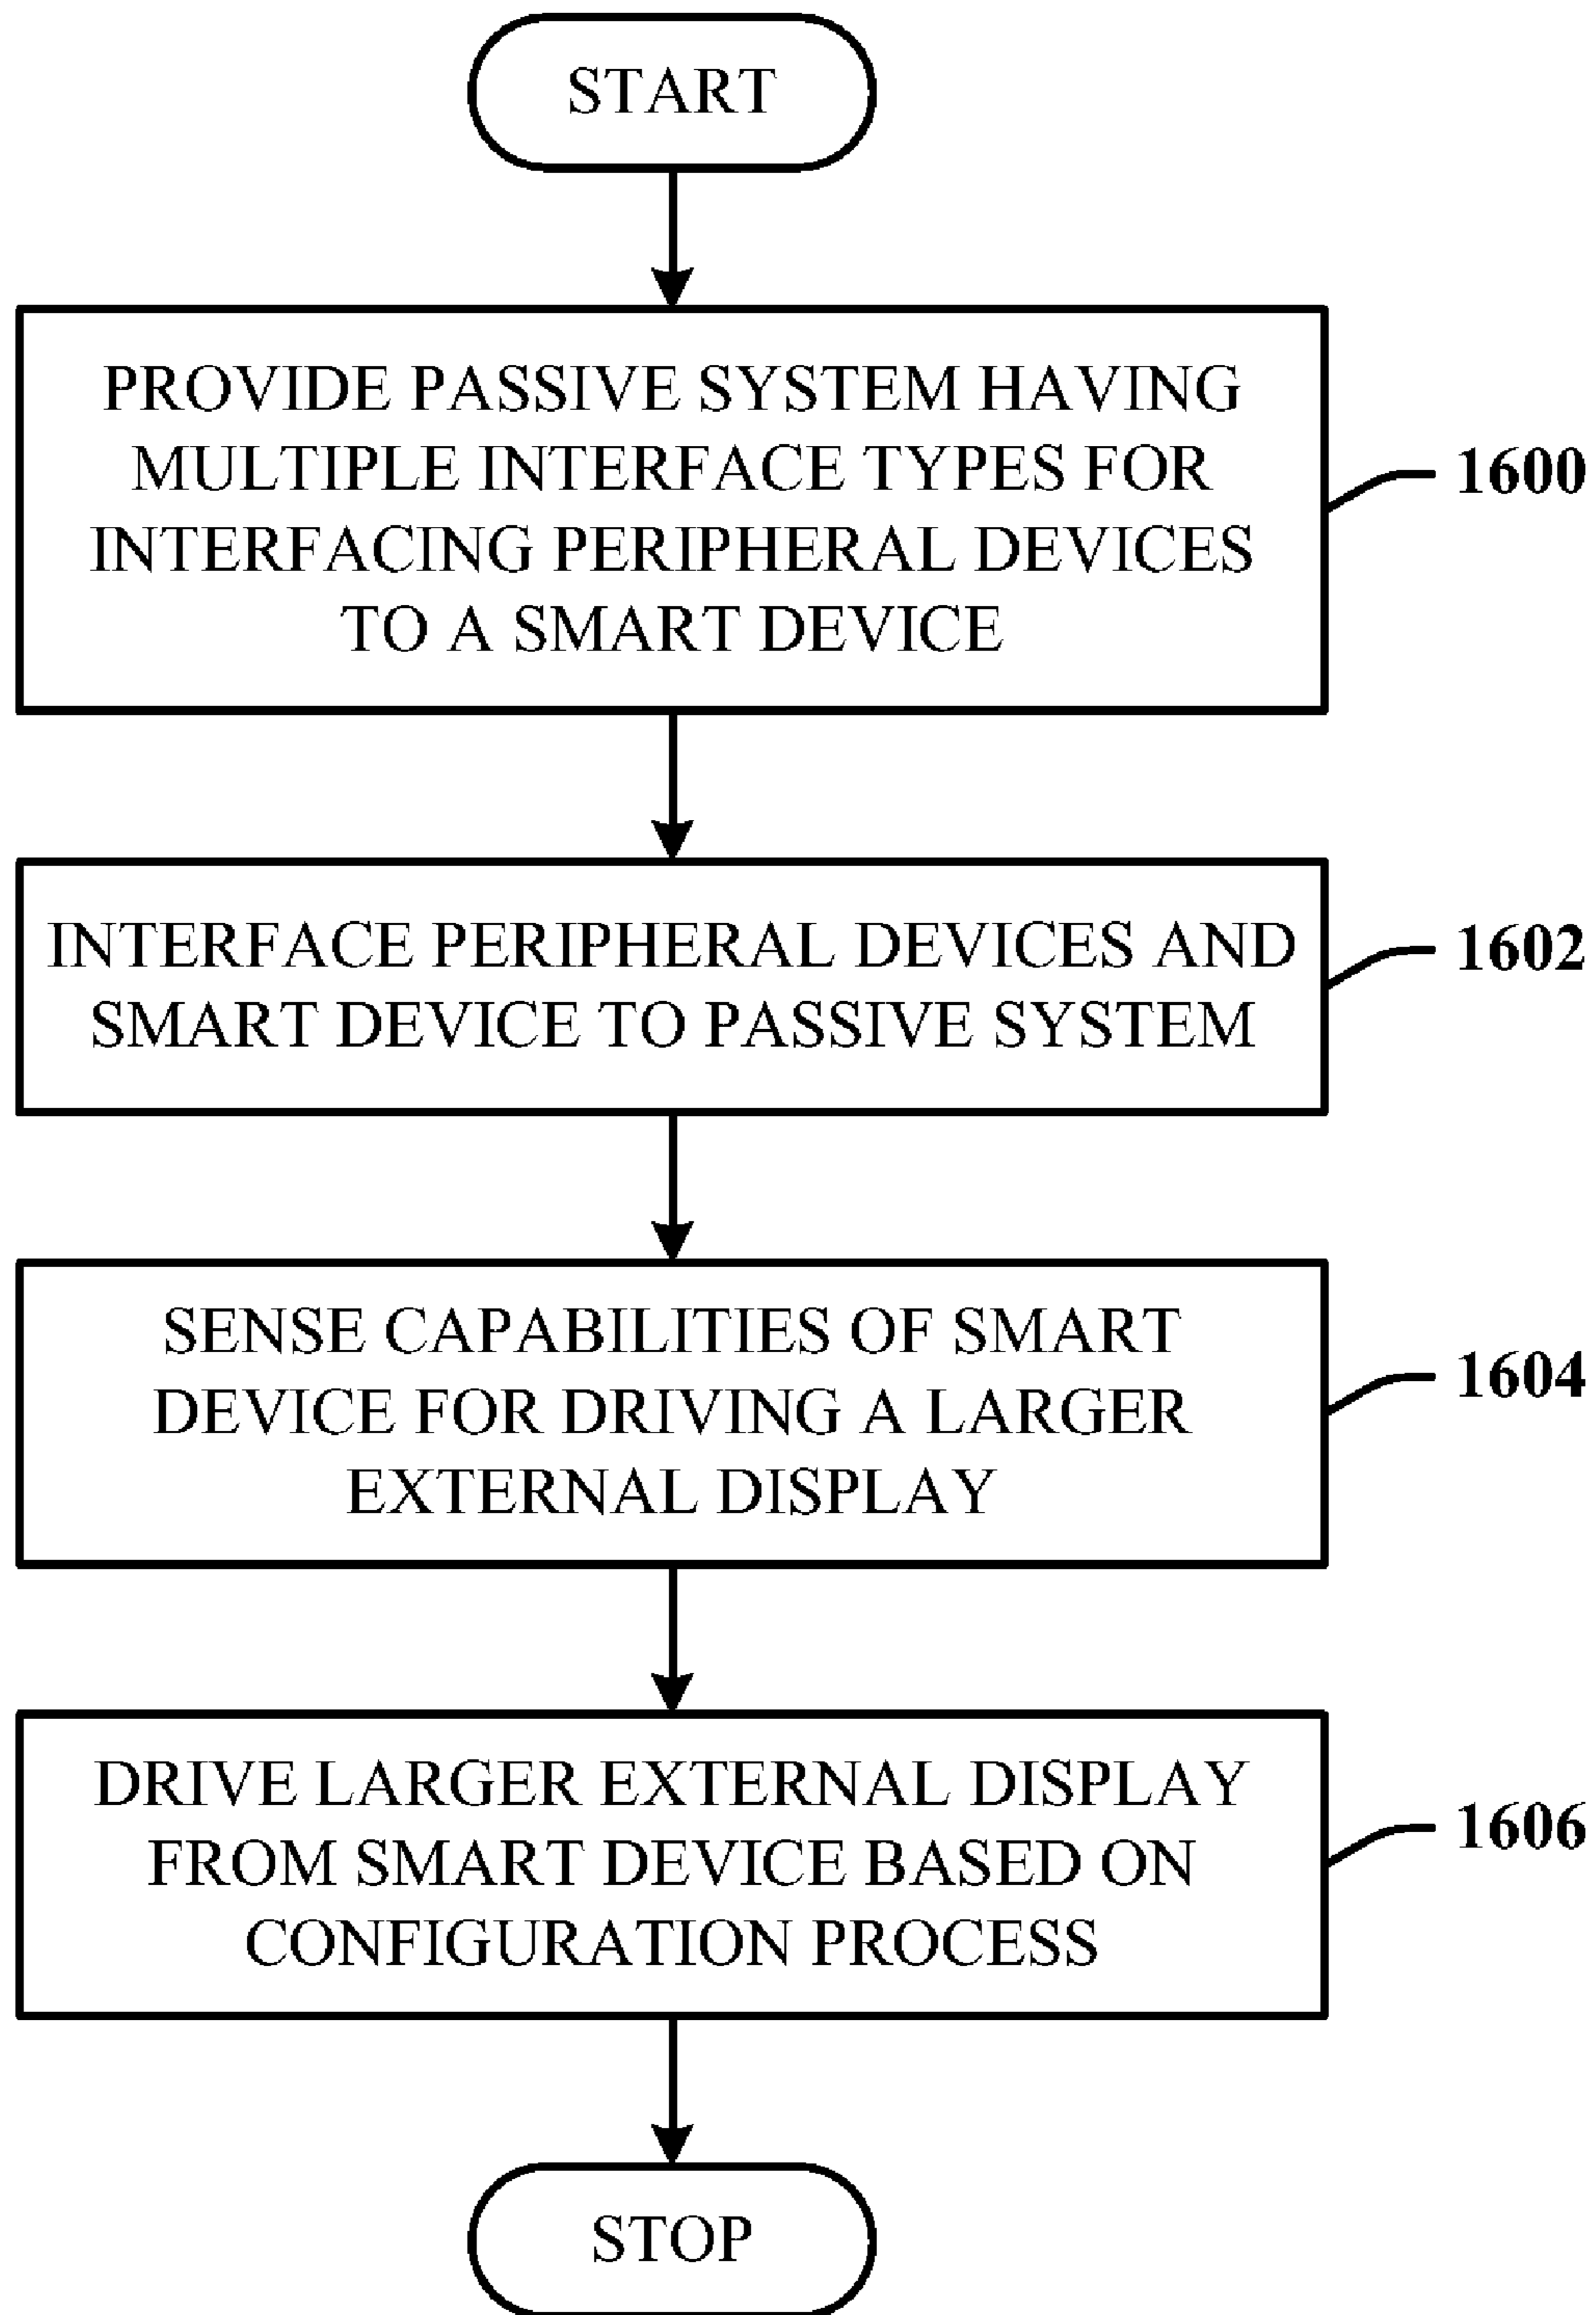 START
PROVIDE PASSIVE SYSTEM HAVING
MULTIPLE INTERFACE TYPES FOR
INTERFACING PERIPHERAL DEVICES
TO A SMART DEVICE
1600
INTERFACE PERIPHERAL DEVICES AND
SMART DEVICE TO PASSIVE SYSTEM
1602
SENSE CAPABILITIES OF SMART
DEVICE FOR DRIVING A LARGER
EXTERNAL DISPLAY
1604
DRIVE LARGER EXTERNAL DISPLAY
FROM SMART DEVICE BASED ON
CONFIGURATION PROCESS
1606
STOP